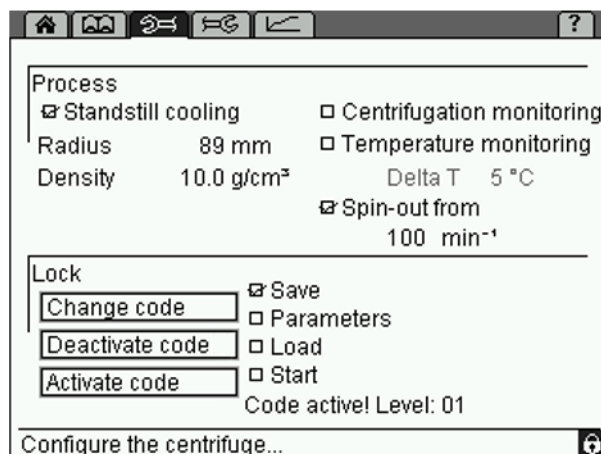 ?
Process
Standstill cooling
Centrifugation monitoring
Radius 89 mm
Temperature monitoring
Density 10.0 g/cm³
Delta T 5 °C
Spin-out from
100 min⁻¹
Lock
Change code
Save
Parameters
Deactivate code
Load
Activate code
Start
Code active! Level: 01
Configure the centrifuge...